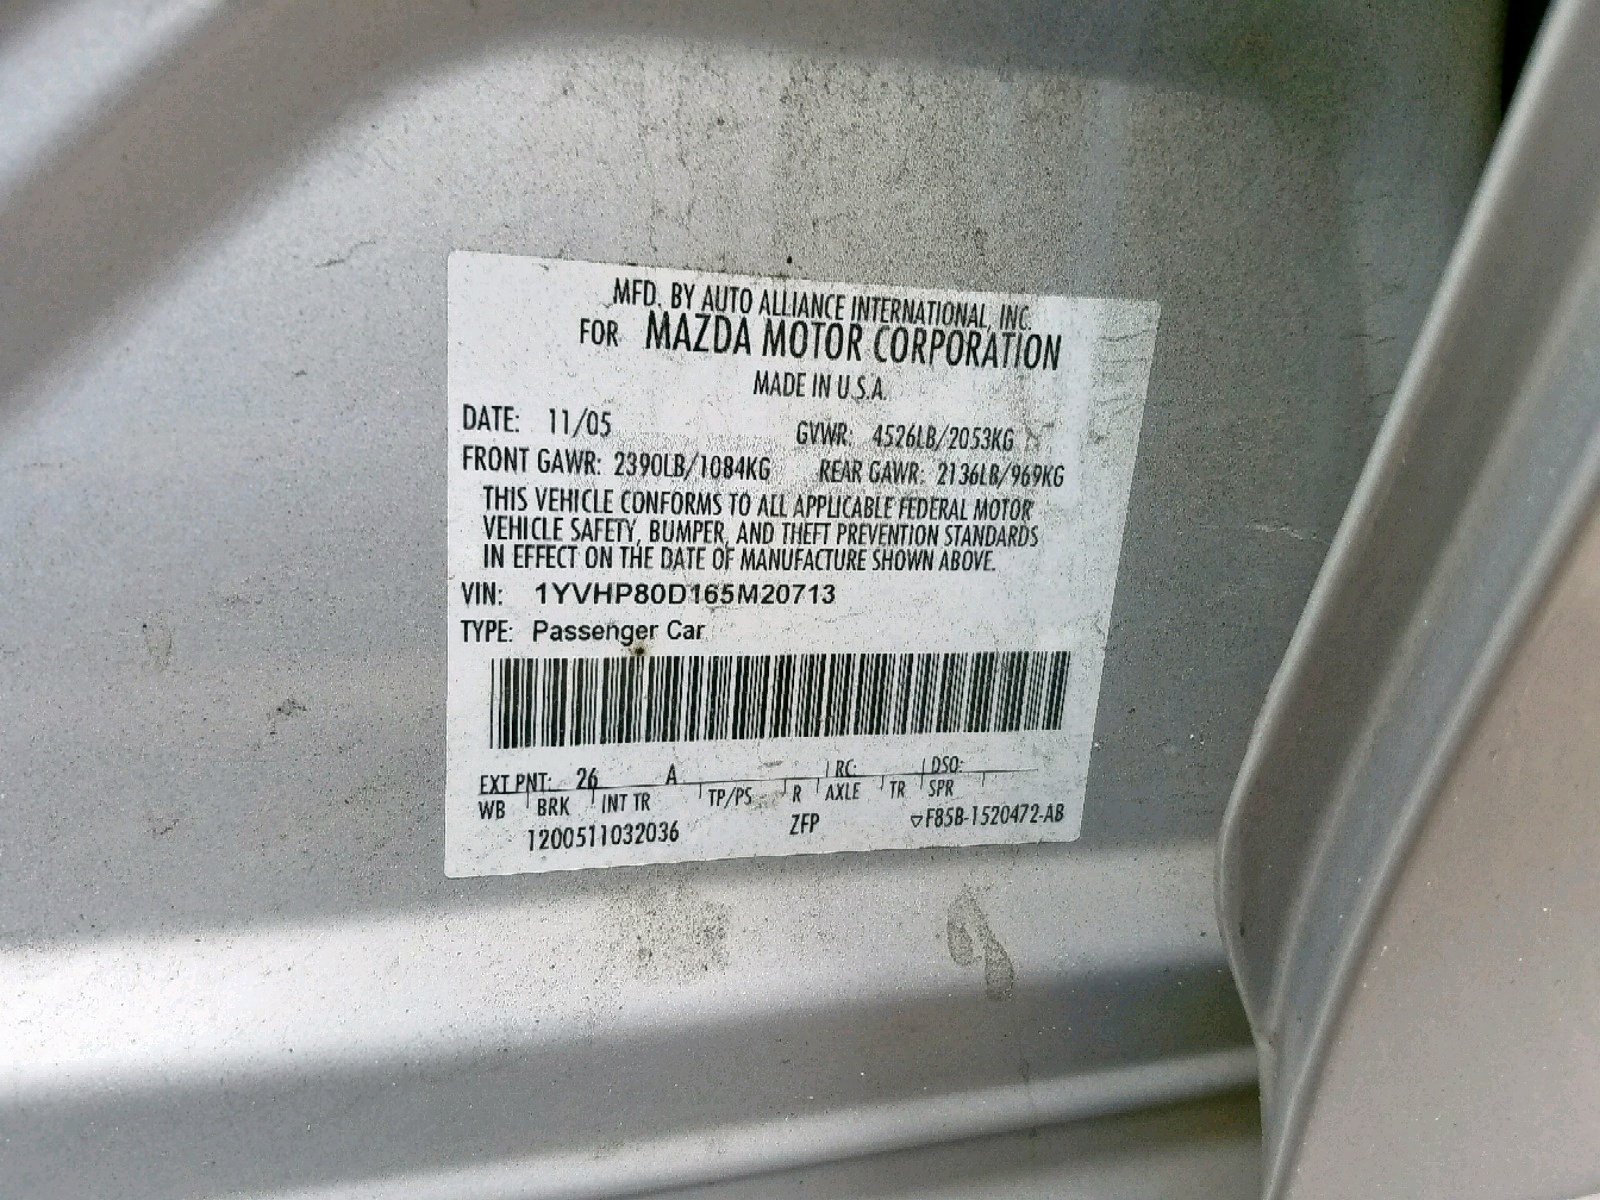 MFD. BY AUTO ALLIANCE INTERNATIONAL, INC.
FOR MAZDA MOTOR CORPORATION
MADE IN U.S.A.
DATE: 11/05 GVWR: 4526LB/2053KG
FRONT GAWR: 2390LB/1084KG REAR GAWR: 2136LB/969KG
THIS VEHICLE CONFORMS TO ALL APPLICABLE FEDERAL MOTOR
VEHICLE SAFETY, BUMPER, AND THEFT PREVENTION STANDARDS
IN EFFECT ON THE DATE OF MANUFACTURE SHOWN ABOVE.
VIN: 1YVHP80D165M20713
TYPE: Passenger Car
EXT PNT: 26 A RC: DSO:
WB BRK INT TR TP/PS R AXLE TR SPR
1200511032036 ZFP ▽F85B-1520472-AB